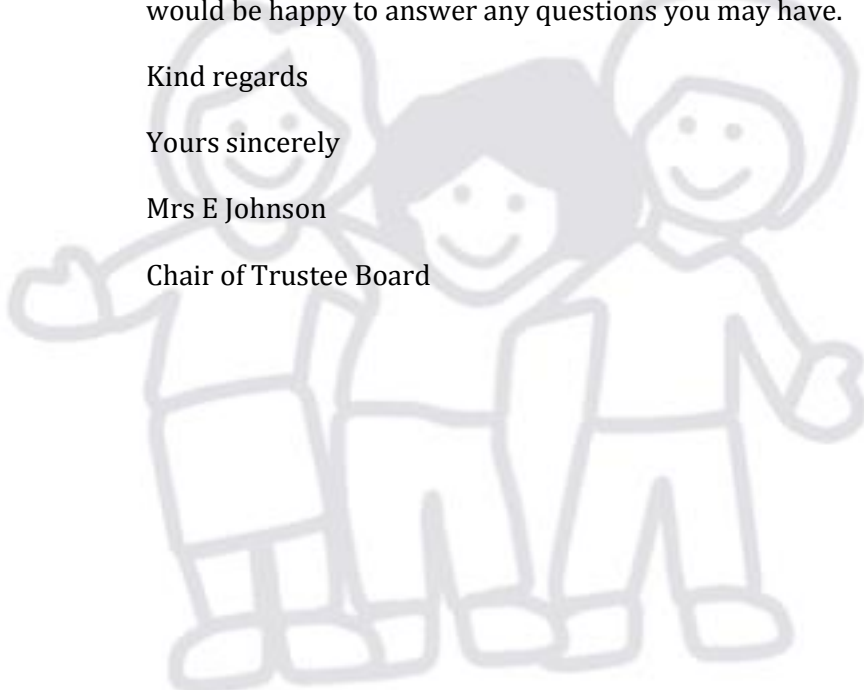 would be happy to answer any questions you may have.
Kind regards
Yours sincerely
Mrs E Johnson
Chair of Trustee Board